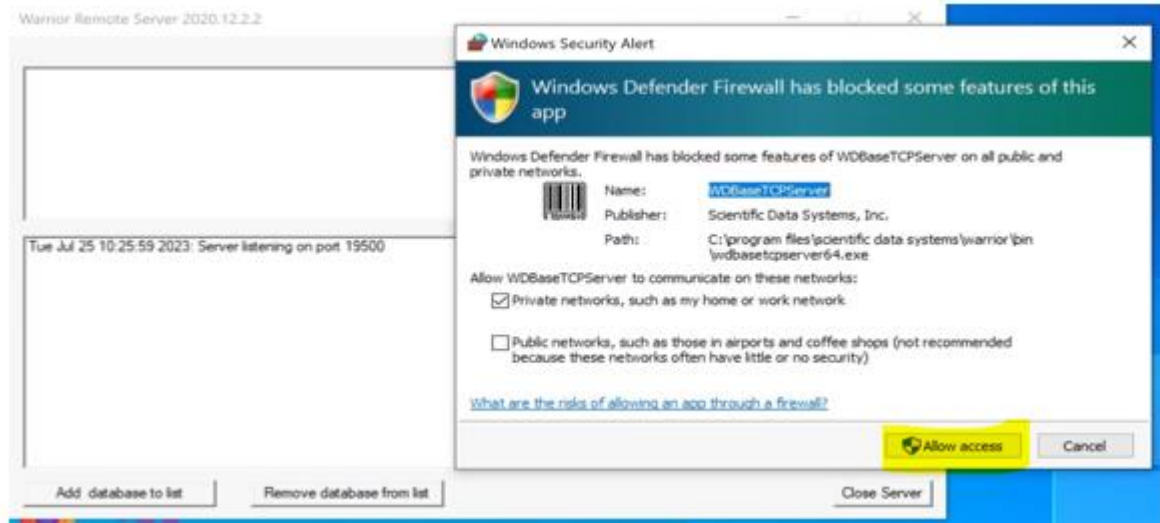 Warrior Remote Server 2020.12.2.2
Windows Security Alert
Windows Defender Firewall has blocked some features of this
app
Windows Defender Firewall has blocked some features of WDBaseTCPServer on all public and
private networks.
Name: WDBaseTCPServer
Publisher: Scientific Data Systems, Inc.
Path: C:\program files\scientific data systems\warrior\bin
\wdbasetcpserver64.exe
Allow WDBaseTCPServer to communicate on these networks:
Private networks, such as my home or work network
Public networks, such as those in airports and coffee shops (not recommended
because these networks often have little or no security)
What are the risks of allowing an app through a firewall?
Allow access Cancel
Tue Jul 25 10:25:59 2023: Server listening on port 19500
Add database to list Remove database from list Close Server